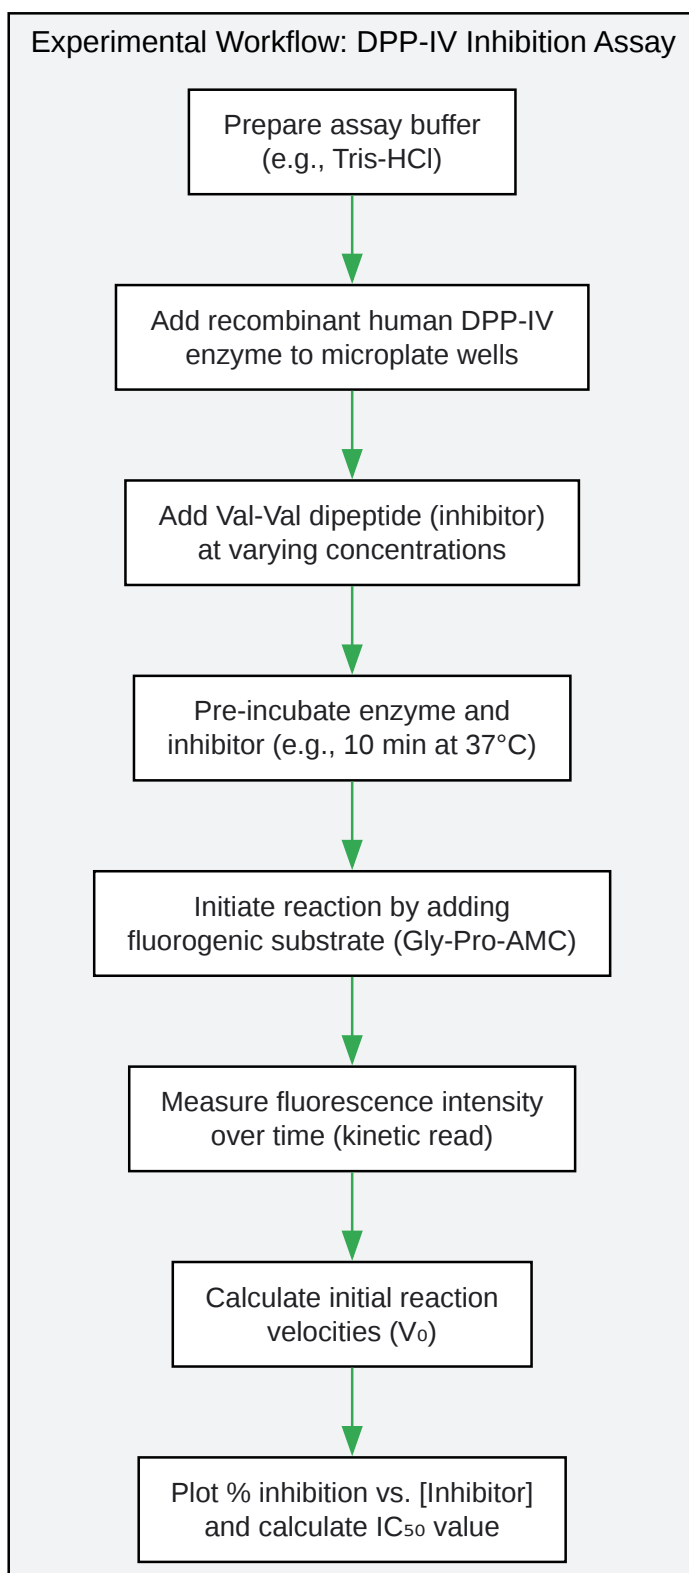 Experimental Workflow: DPP-IV Inhibition Assay
Prepare assay buffer
(e.g., Tris-HCl)
Add recombinant human DPP-IV
enzyme to microplate wells
Add Val-Val dipeptide (inhibitor)
at varying concentrations
Pre-incubate enzyme and
inhibitor (e.g., 10 min at 37°C)
Initiate reaction by adding
fluorogenic substrate (Gly-Pro-AMC)
Measure fluorescence intensity
over time (kinetic read)
Calculate initial reaction
velocities (V₀)
Plot % inhibition vs. [Inhibitor]
and calculate IC₅₀ value